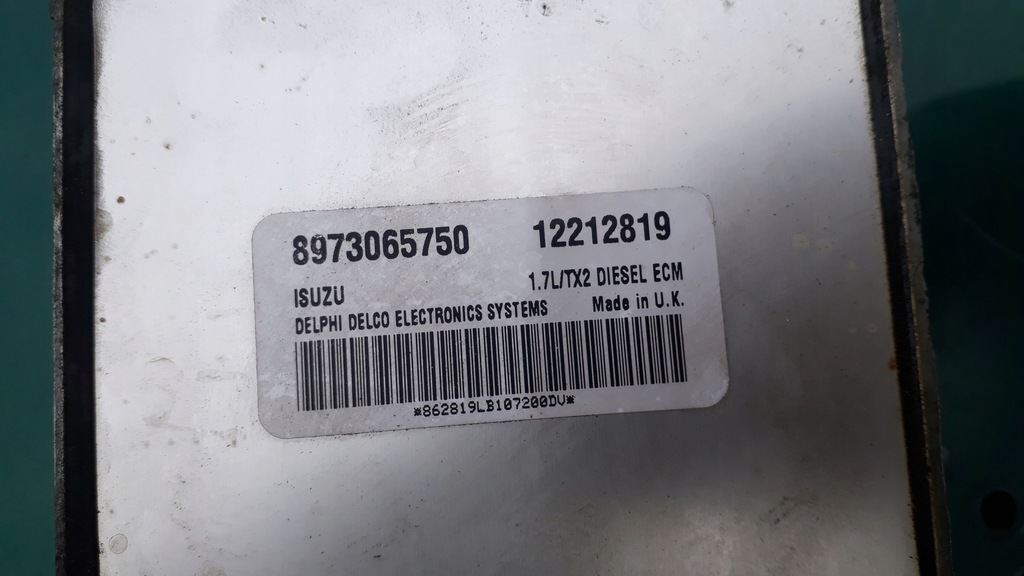 8973065750 12212819
ISUZU 1.7L/TX2 DIESEL ECM
DELPHI DELCO ELECTRONICS SYSTEMS Made in U.K.
*862819LB107200DV*